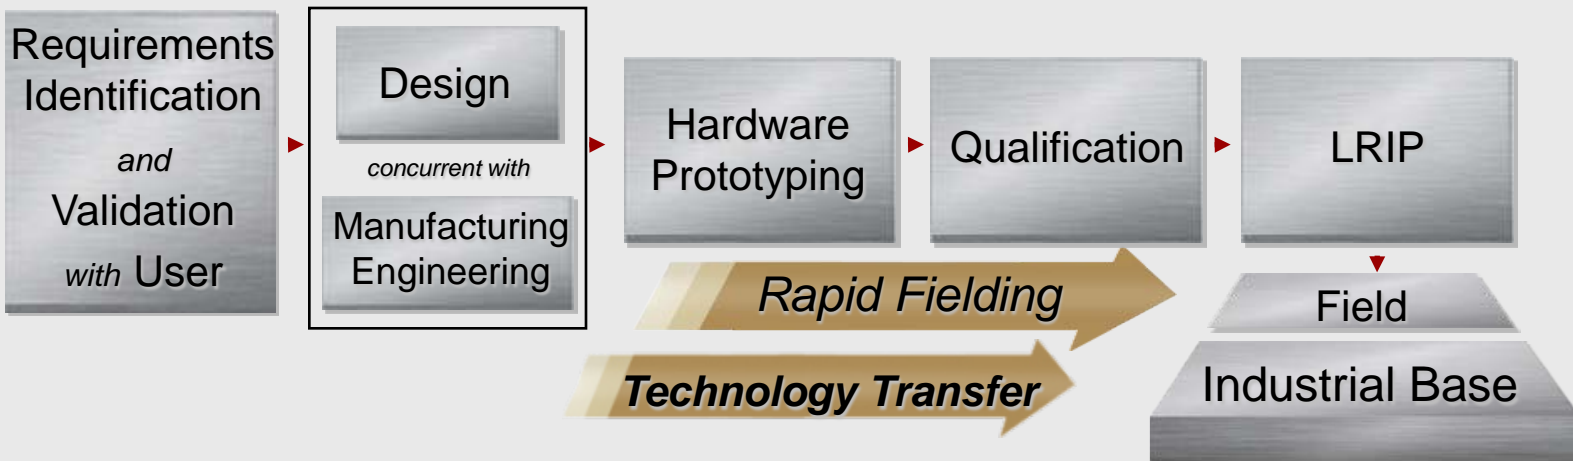 Requirements
Identification
and
Validation
with User
Design
concurrent with
Manufacturing
Engineering
Hardware
Prototyping
Qualification
LRIP
Rapid Fielding
Technology Transfer
Field
Industrial Base